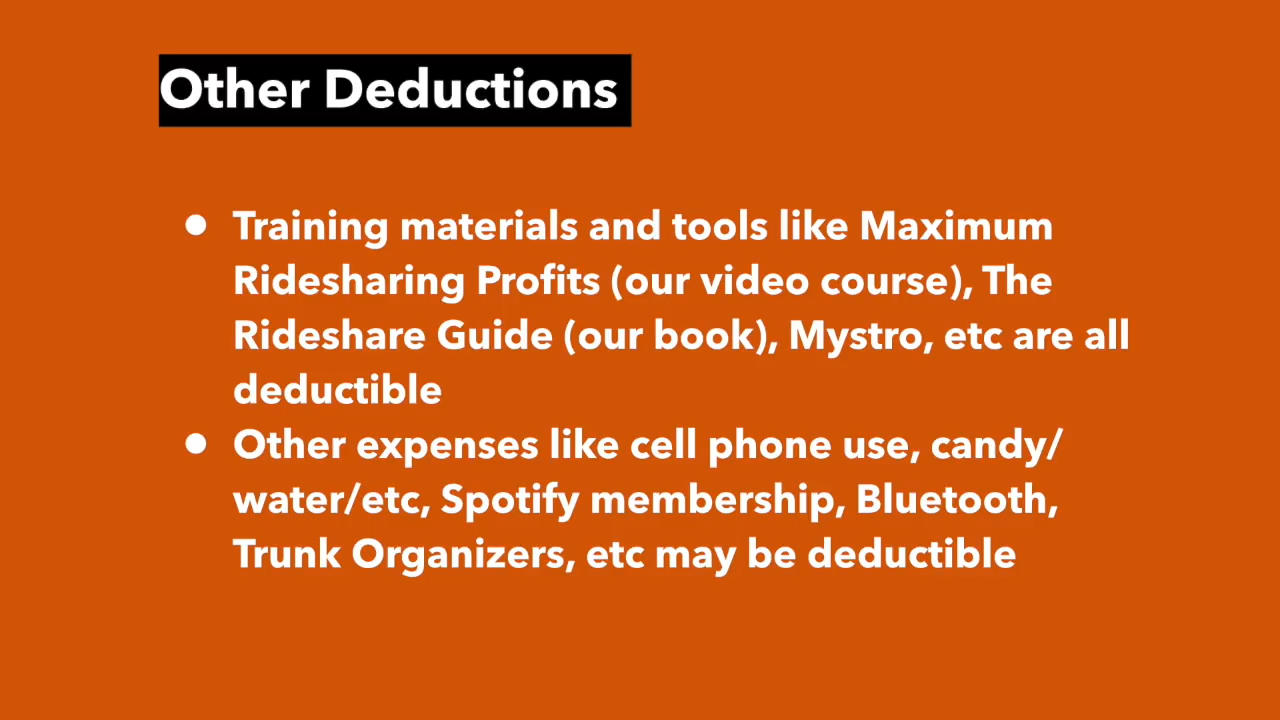 Other Deductions
● Training materials and tools like Maximum
Ridesharing Profits (our video course), The
Rideshare Guide (our book), Mystro, etc are all
deductible
● Other expenses like cell phone use, candy/
water/etc, Spotify membership, Bluetooth,
Trunk Organizers, etc may be deductible